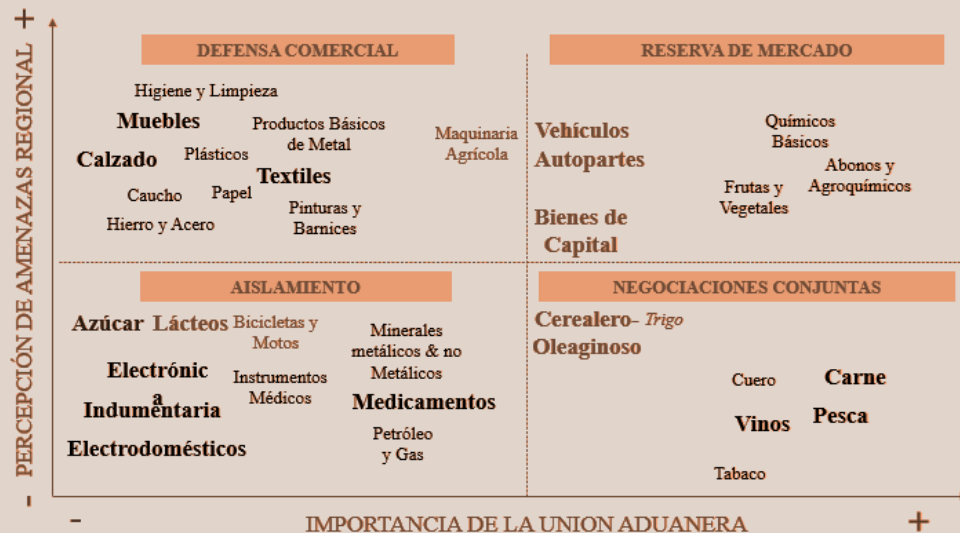 +
PERCEPCIÓN DE AMENAZAS REGIONAL
-
DEFENSA COMERCIAL
Higiene y Limpieza
Muebles
Productos Básicos
de Metal
Maquinaria
Agrícola
Calzado
Plásticos
Textiles
Caucho
Papel
Pinturas y
Barnices
Hierro y Acero
RESERVA DE MERCADO
Vehículos
Autopartes
Químicos
Básicos
Abonos y
Agroquímicos
Frutas y
Vegetales
Bienes de
Capital
AISLAMIENTO
Azúcar
Lácteos
Bicicletas y
Motos
Minerales
metálicos & no
Metálicos
Electrónic
a
Instrumentos
Médicos
Indumentaria
Medicamentos
Electrodomésticos
Petróleo
y Gas
NEGOCIACIONES CONJUNTAS
Cerealero- Trigo
Oleaginoso
Cuero
Carne
Vinos
Pesca
Tabaco
-
IMPORTANCIA DE LA UNION ADUANERA
+